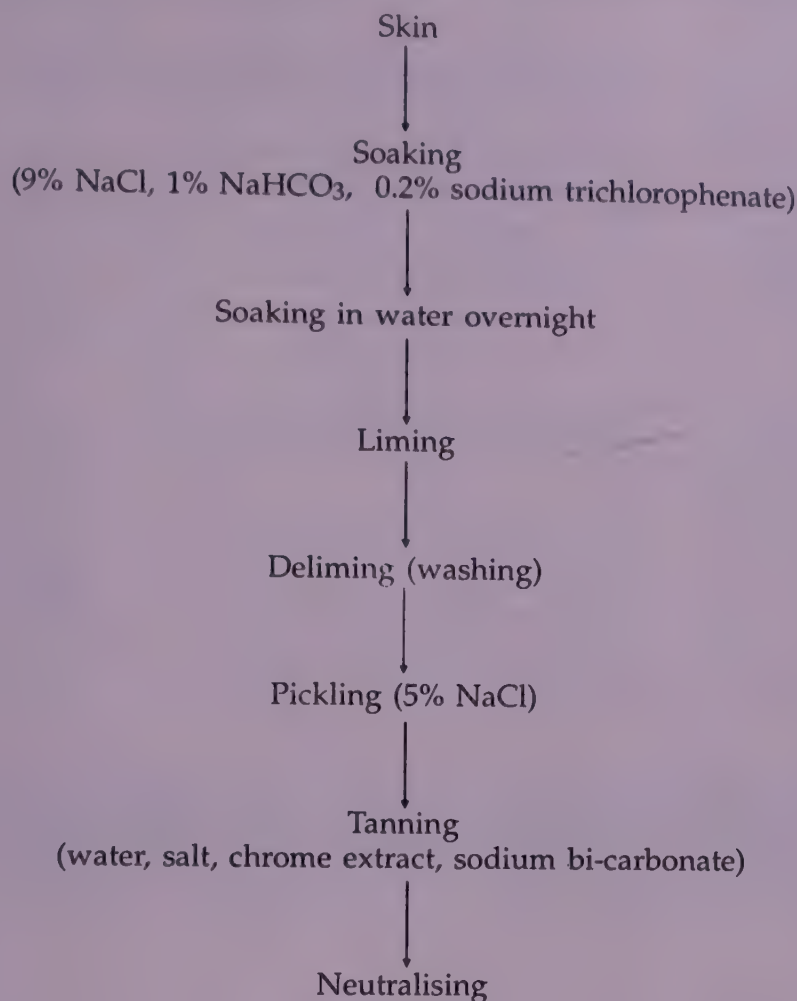 Skin
Soaking
(9% NaCl, 1% NaHCO₃, 0.2% sodium trichlorophenate)
Soaking in water overnight
Liming
Deliming (washing)
Pickling (5% NaCl)
Tanning
(water, salt, chrome extract, sodium bi-carbonate)
Neutralising